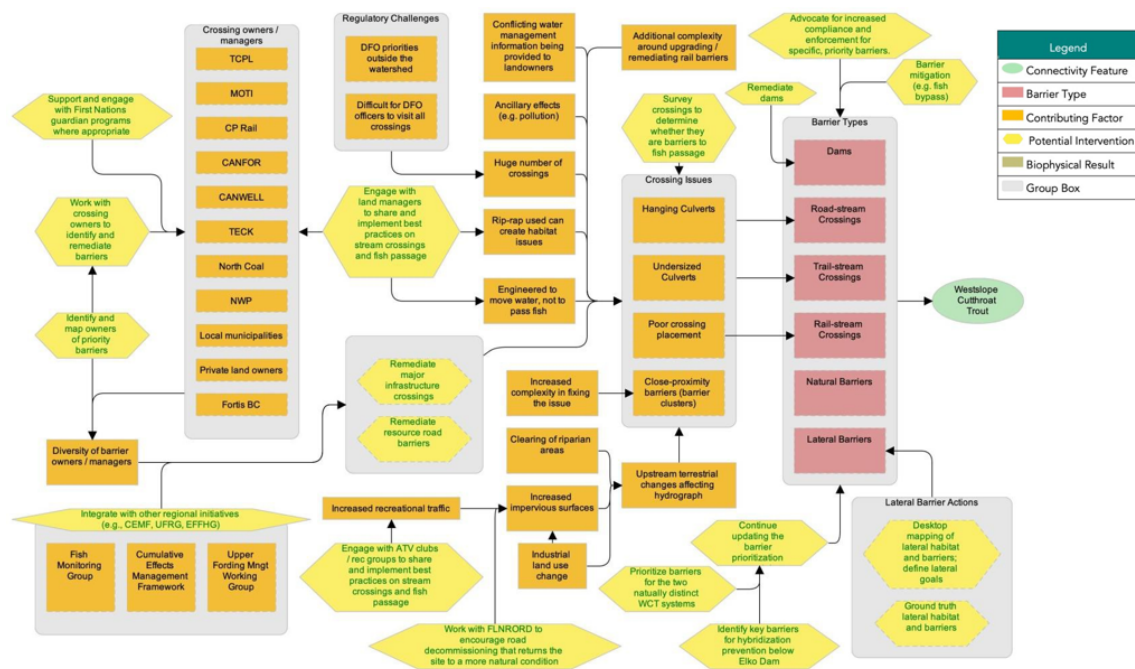 Crossing owners /
managers
TCPL
MOTI
CP Rail
CANFOR
CANWELL
TECK
North Coal
NWP
Local municipalities
Private land owners
Fortis BC
Support and engage
with First Nations
guardian programs
where appropriate
Work with
crossing
owners to
identify and
remediate
barriers
Identify and
map owners
of priority
barriers
Diversity of barrier
owners / managers
Integrate with other regional initiatives
(e.g., CEMF, UFRG, EFFHG)
Fish
Monitoring
Group
Cumulative
Effects
Management
Framework
Upper
Fording Mngt
Working
Group
Regulatory Challenges
DFO priorities
outside the
watershed
Difficult for DFO
officers to visit all
crossings
Engage with
land managers
to share and
implement best
practices on
stream crossings
and fish passage
Remediate
major
infrastructure
crossings
Remediate
resource road
barriers
Conflicting water
management
information being
provided to
landowners
Ancillary effects
(e.g. pollution)
Huge number of
crossings
Rip-rap used can
create habitat
issues
Engineered to
move water, not to
pass fish
Additional complexity
around upgrading /
remediating rail barriers
Survey
crossings to
determine
whether they
are barriers to
fish passage
Crossing Issues
Hanging Culverts
Undersized
Culverts
Poor crossing
placement
Close-proximity
barriers (barrier
clusters)
Increased
complexity in fixing
the issue
Clearing of riparian
areas
Increased
impervious surfaces
Industrial
land use
change
Upstream terrestrial
changes affecting
hydrograph
Increased recreational traffic
Engage with ATV clubs
/ rec groups to share
and implement best
practices on stream
crossings and fish
passage
Work with FLNRORD to
encourage road
decommissioning that returns the
site to a more natural condition
Advocate for increased
compliance and
enforcement for
specific, priority barriers.
Barrier
mitigation
(e.g. fish
bypass)
Remediate
dams
Barrier Types
Dams
Road-stream
Crossings
Trail-stream
Crossings
Rail-stream
Crossings
Natural Barriers
Lateral Barriers
Westslope
Cutthroat
Trout
Continue
updating the
barrier
prioritization
Prioritize barriers
for the two
naturally distinct
WCT systems
Identify key barriers
for hybridization
prevention below
Elko Dam
Lateral Barrier Actions
Desktop
mapping of
lateral habitat
and barriers;
define lateral
goals
Ground truth
lateral habitat
and barriers
Legend
Connectivity Feature
Barrier Type
Contributing Factor
Potential Intervention
Biophysical Result
Group Box